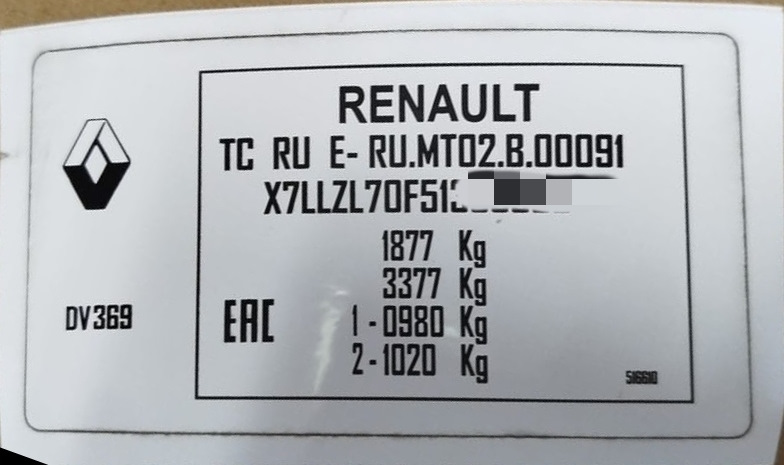 RENAULT
TC RU E- RU.MT02.B.00091
X7LLZL70F51
1877 Kg
3377 Kg
DV369
EAC
1 - 0980 Kg
2 - 1020 Kg
516610